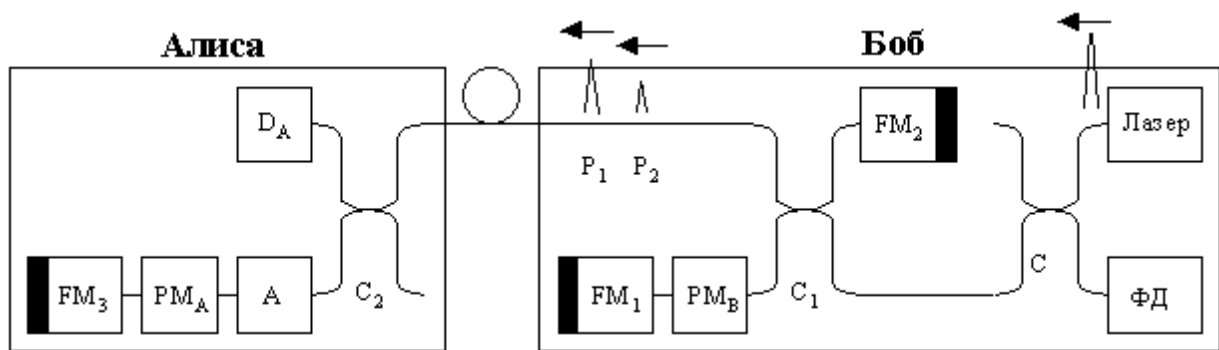 Алиса
Боб
D_A
FM_2
Лазер
P_1
P_2
FM_3
PM_A
A
C_2
FM_1
PM_B
C_1
C
ФД